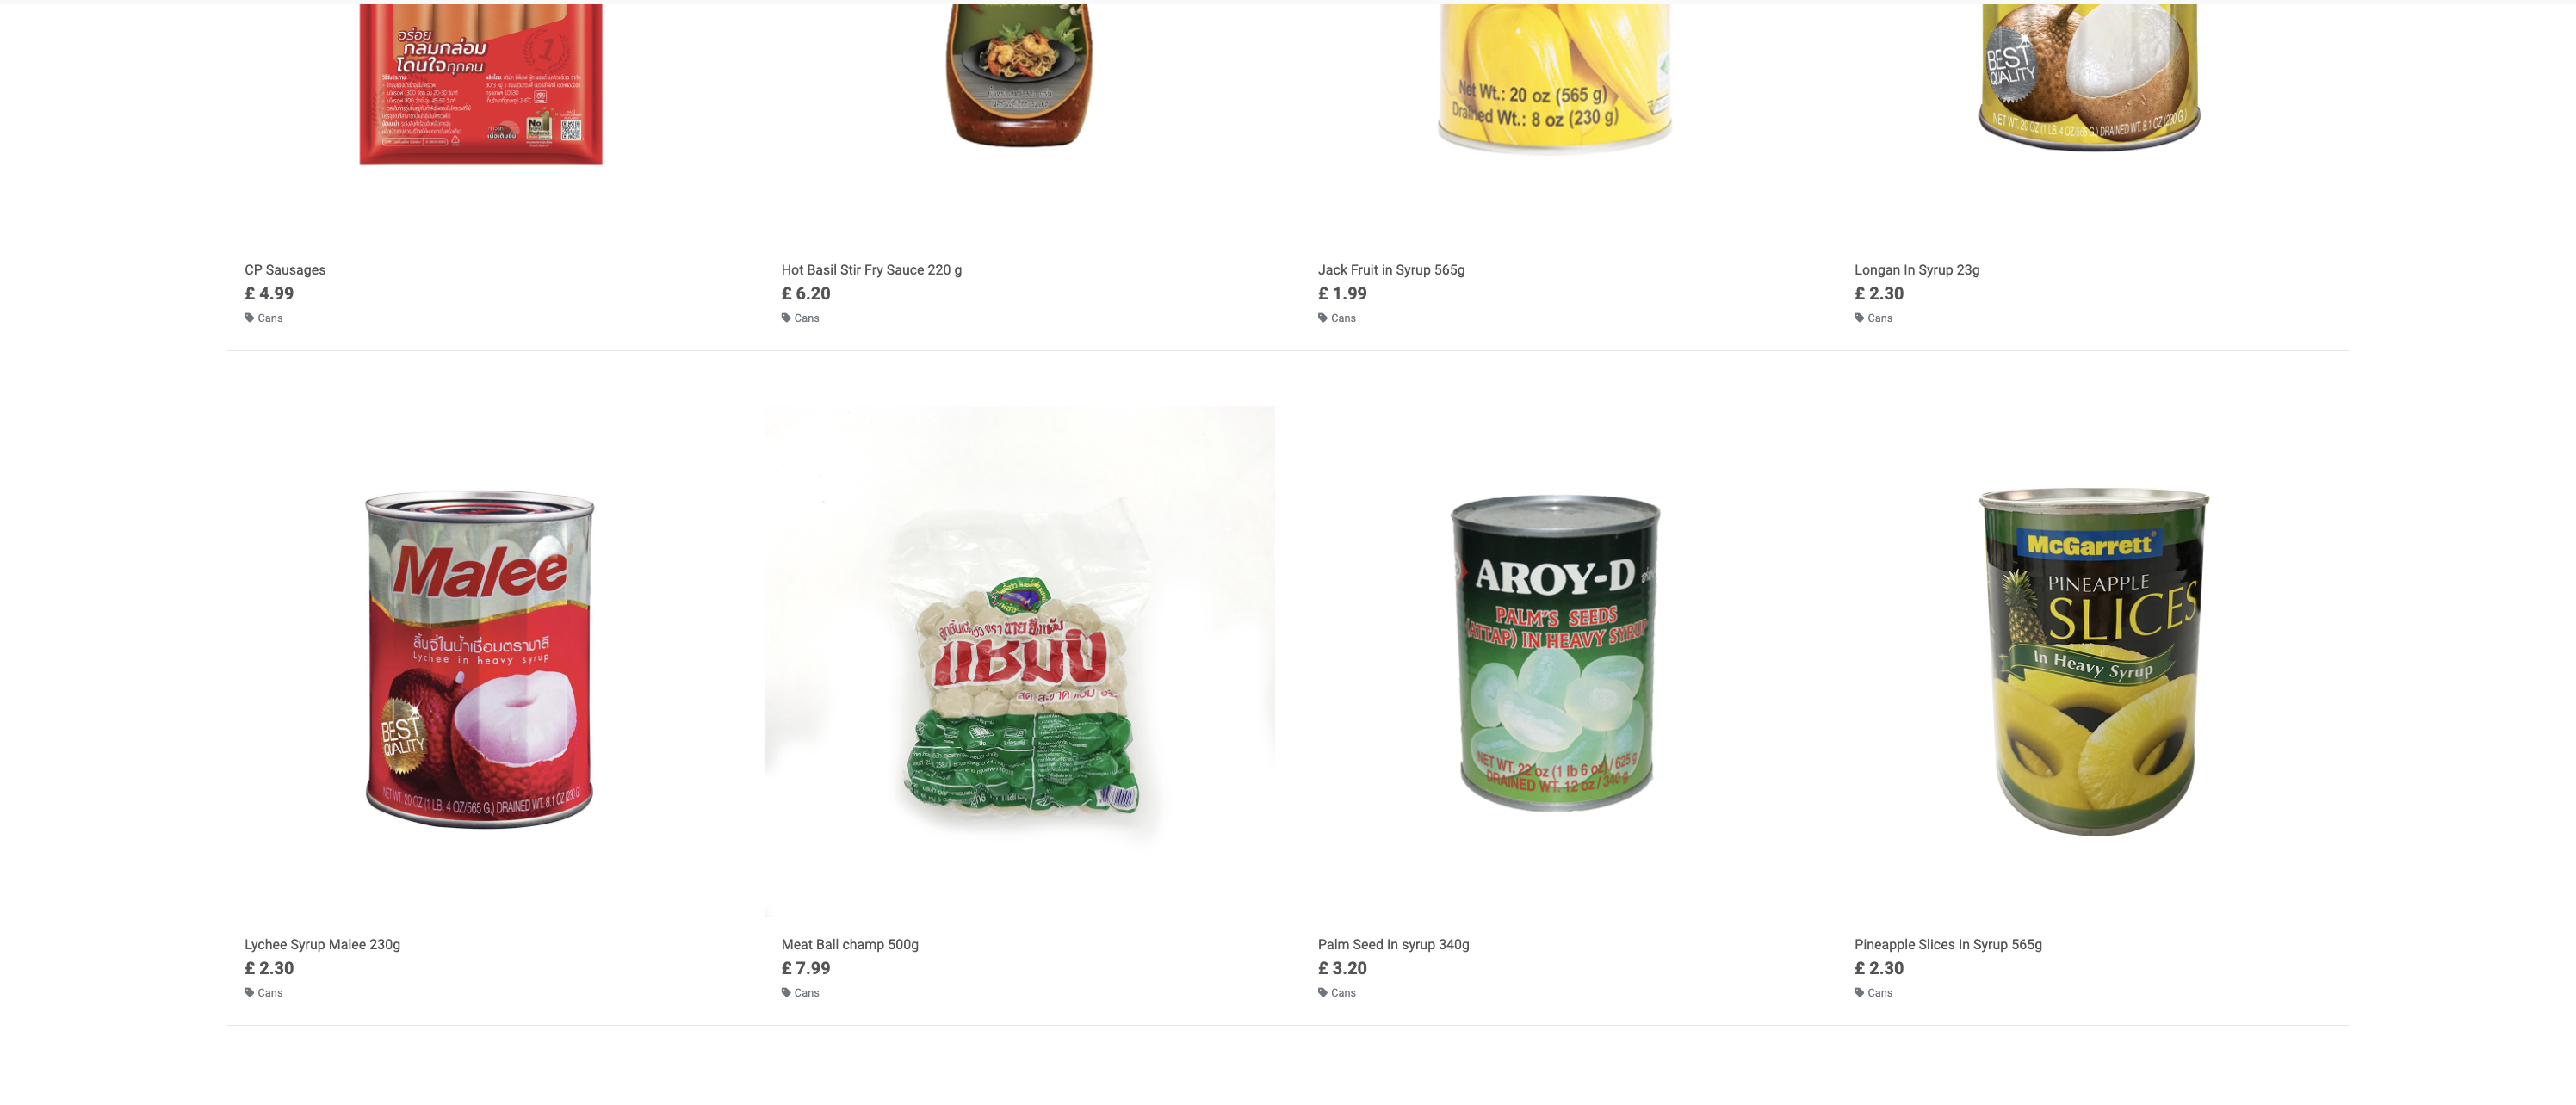 อร่อย
กลมกล่อม
โดนใจทุกคน
1
No.1
Net Wt.: 20 oz (565 g)
Drained Wt.: 8 oz (230 g)
BEST
QUALITY
NET WT. 20 OZ (1 LB. 4 OZ/565 G.) DRAINED WT. 8.1 OZ (230 G.)
CP Sausages
Hot Basil Stir Fry Sauce 220 g
Jack Fruit in Syrup 565g
Longan In Syrup 23g
£ 4.99
£ 6.20
£ 1.99
£ 2.30
Cans
Cans
Cans
Cans
Malee
ลิ้นจี่ในน้ำเชื่อมตรามาลี
Lychee in heavy syrup
BEST
QUALITY
NET WT. 20 OZ (1 LB. 4 OZ/565 G.) DRAINED WT. 8.1 OZ (230 G.)
แชมป์
AROY-D
PALM'S SEEDS
(ATTAP) IN HEAVY SYRUP
NET WT. 22 oz (1 lb 6 oz) / 625 g
DRAINED WT. 12 oz / 340 g
McGarrett
PINEAPPLE
SLICES
In Heavy Syrup
Lychee Syrup Malee 230g
Meat Ball champ 500g
Palm Seed In syrup 340g
Pineapple Slices In Syrup 565g
£ 2.30
£ 7.99
£ 3.20
£ 2.30
Cans
Cans
Cans
Cans